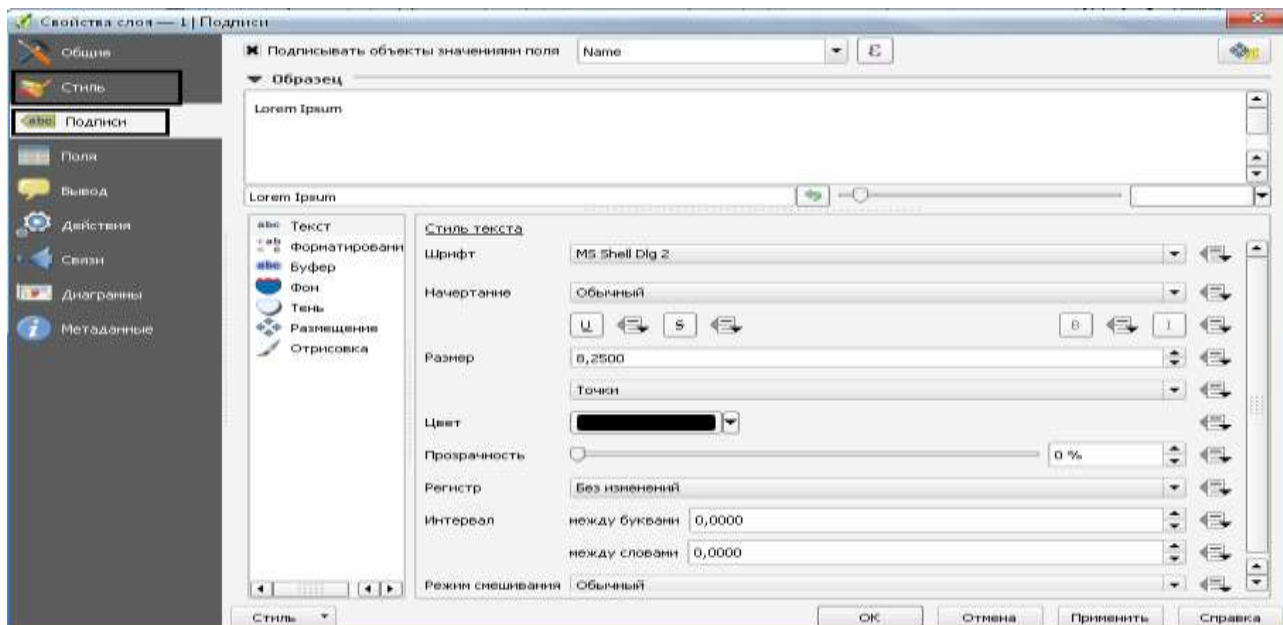 Свойства слоя — 1 | Подписи
Общие
Стиль
Подписи
Поля
Вывод
Действия
Связи
Диаграммы
Метаданные
Подписывать объекты значениями поля Name ε
Образец
Lorem Ipsum
Lorem Ipsum
Текст
Форматировани
Буфер
Фон
Тень
Размещение
Отрисовка
Стиль текста
Шрифт MS Shell Dlg 2
Начертание Обычный
U S B I
Размер 8,2500
Точки
Цвет
Прозрачность 0 %
Регистр Без изменений
Интервал между буквами 0,0000
между словами 0,0000
Режим смешивания Обычный
Стиль OK Отмена Применить Справка